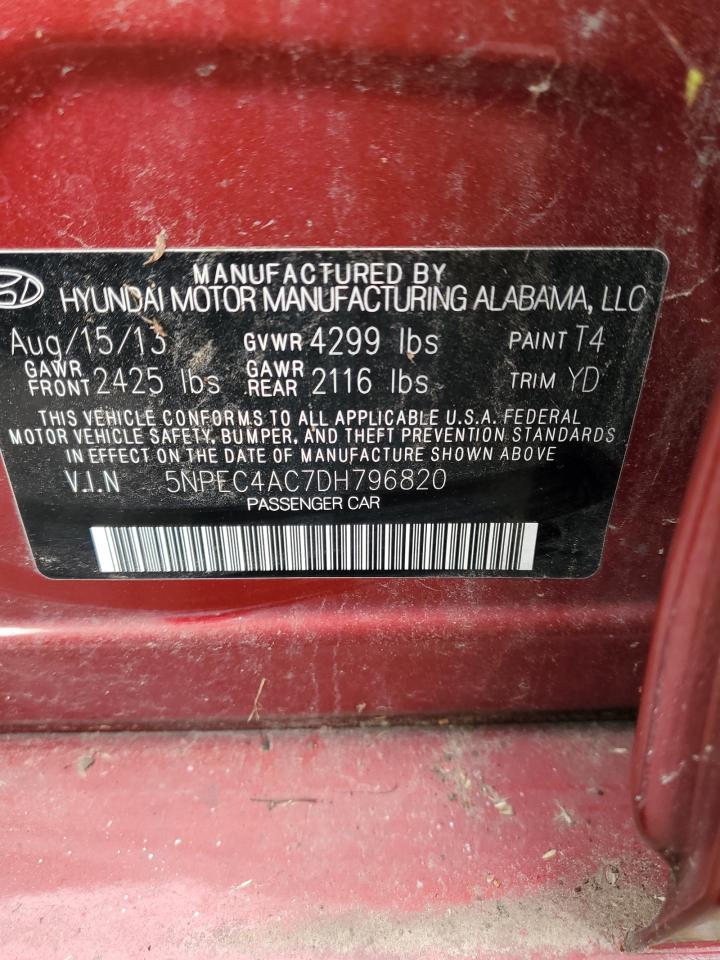 MANUFACTURED BY
HYUNDAI MOTOR MANUFACTURING ALABAMA, LLC
Aug/15/13 GVWR 4299 lbs PAINT T4
GAWR FRONT 2425 lbs GAWR REAR 2116 lbs TRIM YD
THIS VEHICLE CONFORMS TO ALL APPLICABLE U.S.A. FEDERAL
MOTOR VEHICLE SAFETY, BUMPER, AND THEFT PREVENTION STANDARDS
IN EFFECT ON THE DATE OF MANUFACTURE SHOWN ABOVE
V.I.N 5NPEC4AC7DH796820
PASSENGER CAR